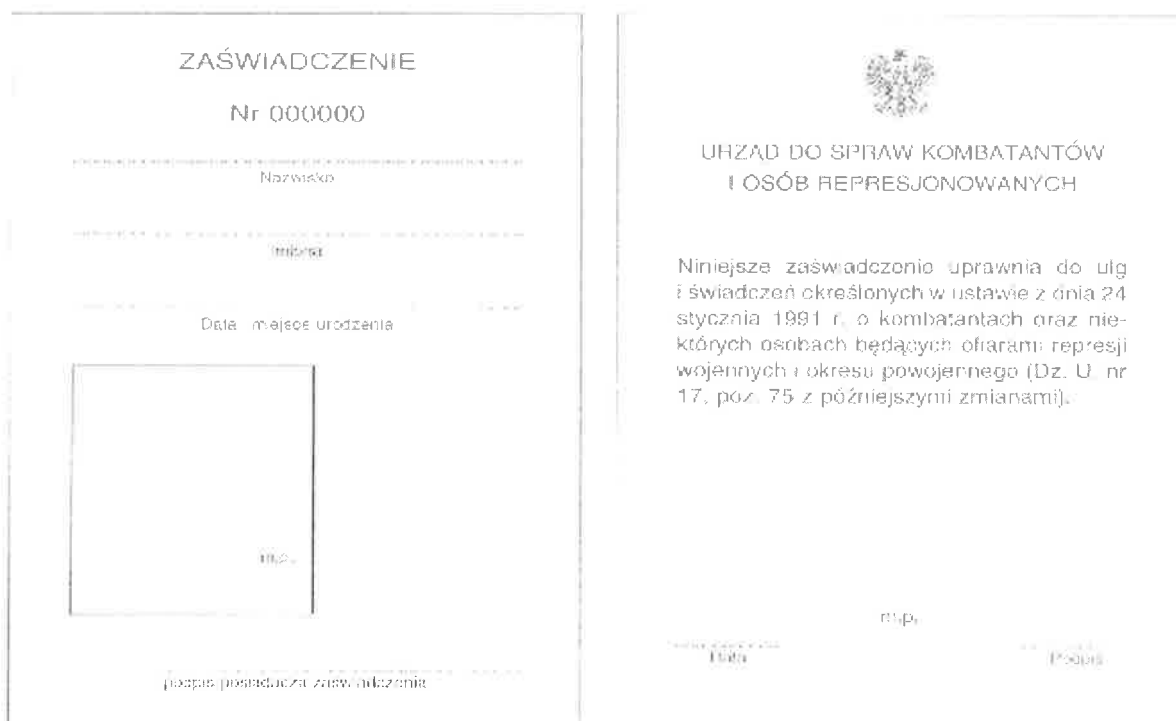 ZAŚWIADCZENIE
Nr 000000
Nazwisko
Imiona
Data i miejsce urodzenia
m.p.
podpis posiadacza zaświadczenia
URZAD DO SPRAW KOMBATANTÓW
I OSÓB REPRESJONOWANYCH
Niniejsze zaświadczenie uprawnia do ulg
i świadczeń określonych w ustawie z dnia 24
stycznia 1991 r. o kombatantach oraz nie-
których osobach będących ofiarami represji
wojennych i okresu powojennego (Dz. U. nr
17, poz. 75 z późniejszymi zmianami).
m.p.
Data
Podpis